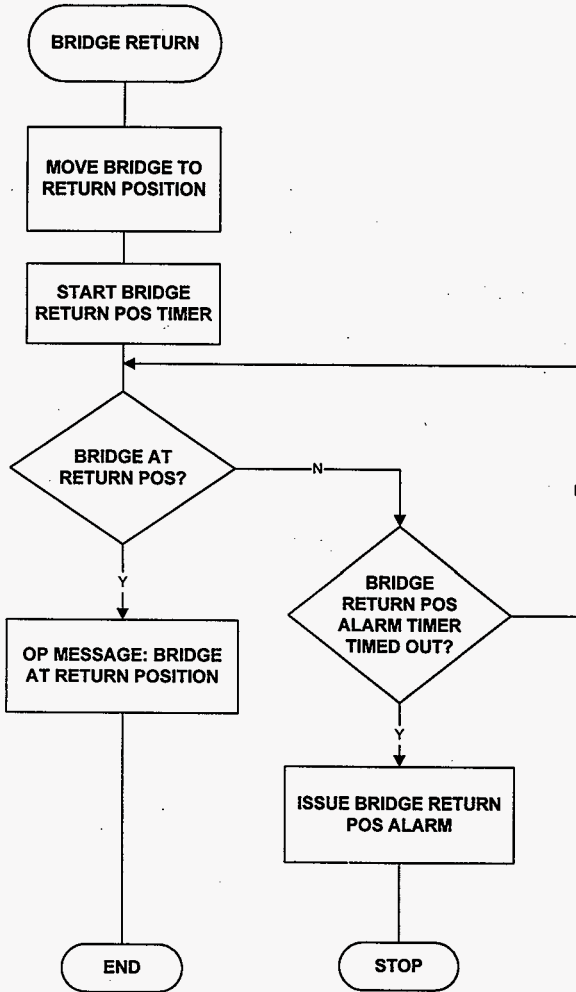 BRIDGE RETURN
MOVE BRIDGE TO
RETURN POSITION
START BRIDGE
RETURN POS TIMER
BRIDGE AT
RETURN POS?
N
Y
BRIDGE
RETURN POS
ALARM TIMER
TIMED OUT?
OP MESSAGE: BRIDGE
AT RETURN POSITION
Y
ISSUE BRIDGE RETURN
POS ALARM
END
STOP